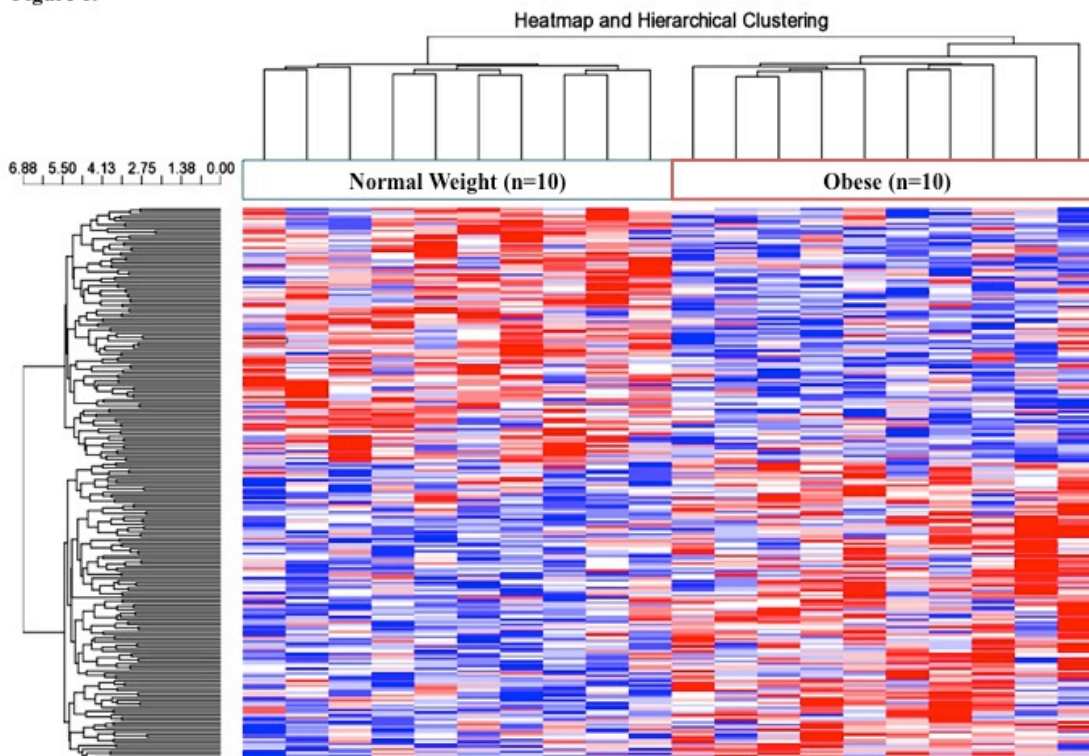 Heatmap and Hierarchical Clustering
6.88 5.50 4.13 2.75 1.38 0.00
Normal Weight (n=10)
Obese (n=10)